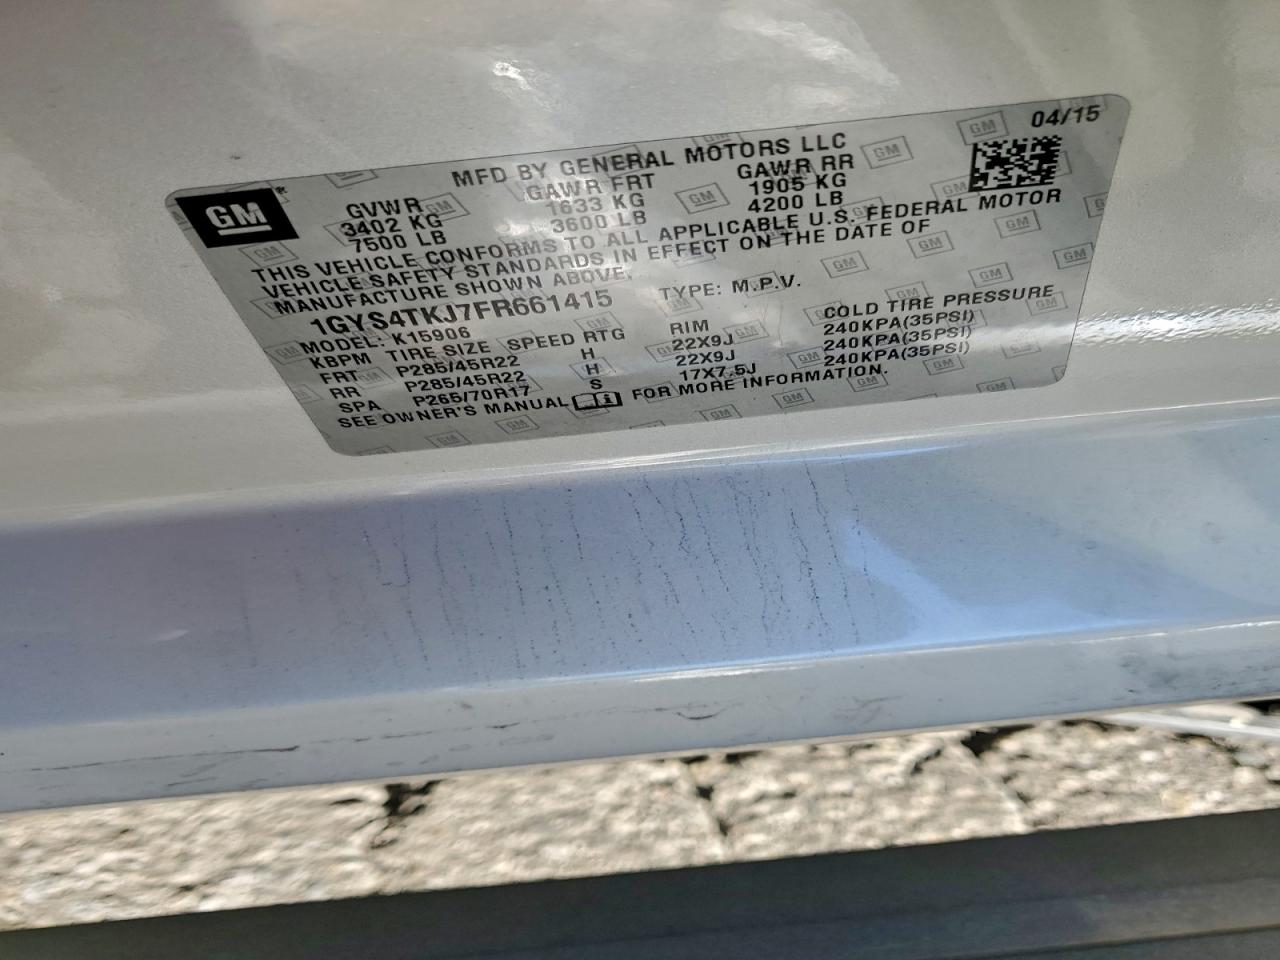 04/15
MFD BY GENERAL MOTORS LLC
GM
GVWR GAWR FRT GAWR RR
3402 KG 1633 KG 1905 KG
7500 LB 3600 LB 4200 LB
THIS VEHICLE CONFORMS TO ALL APPLICABLE U.S. FEDERAL MOTOR
VEHICLE SAFETY STANDARDS IN EFFECT ON THE DATE OF
MANUFACTURE SHOWN ABOVE.
1GYS4TKJ7FR661415 TYPE: M.P.V.
MODEL: K15906
KBPM TIRE SIZE SPEED RTG RIM COLD TIRE PRESSURE
FRT P285/45R22 H 22X9J 240KPA(35PSI)
RR P285/45R22 H 22X9J 240KPA(35PSI)
SPA P265/70R17 S 17X7.5J 240KPA(35PSI)
SEE OWNER'S MANUAL FOR MORE INFORMATION.